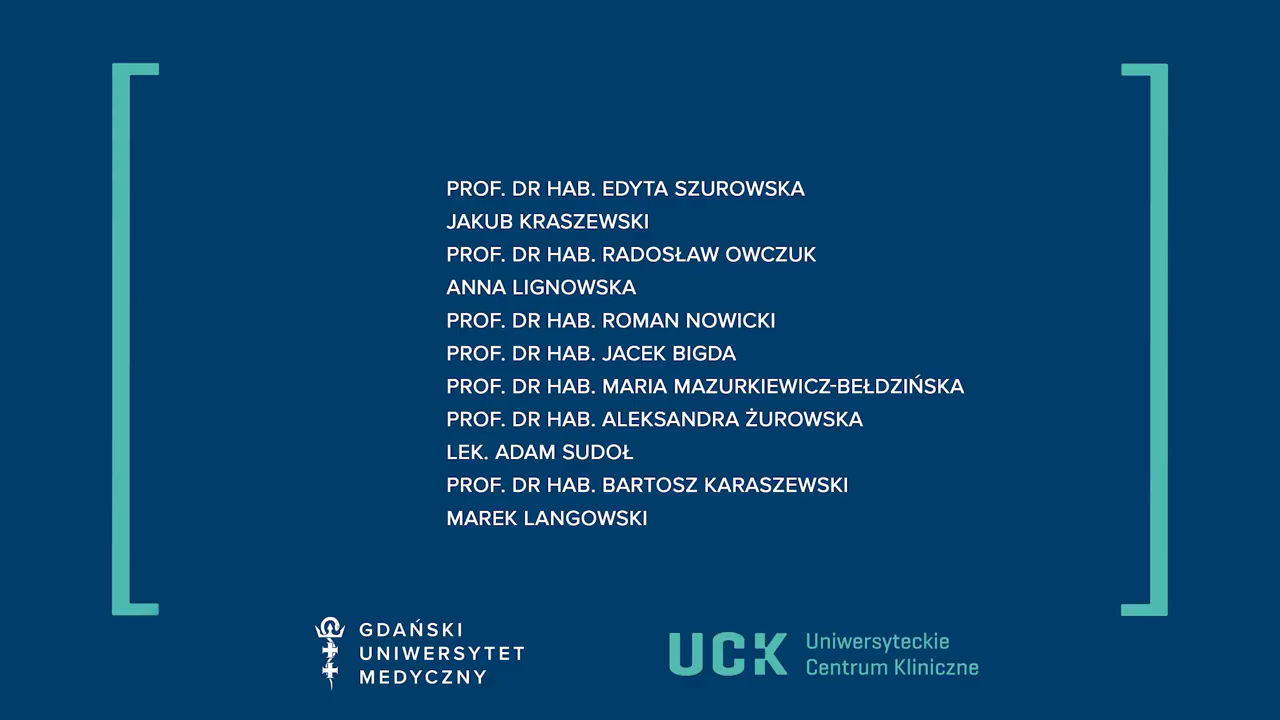 PROF. DR HAB. EDYTA SZUROWSKA
JAKUB KRASZEWSKI
PROF. DR HAB. RADOSŁAW OWCZUK
ANNA LIGNOWSKA
PROF. DR HAB. ROMAN NOWICKI
PROF. DR HAB. JACEK BIGDA
PROF. DR HAB. MARIA MAZURKIEWICZ-BEŁDZIŃSKA
PROF. DR HAB. ALEKSANDRA ŻUROWSKA
LEK. ADAM SUDOŁ
PROF. DR HAB. BARTOSZ KARASZEWSKI
MAREK LANGOWSKI
GDAŃSKI
UNIWERSYTET
MEDYCZNY
UCK
Uniwersyteckie
Centrum Kliniczne